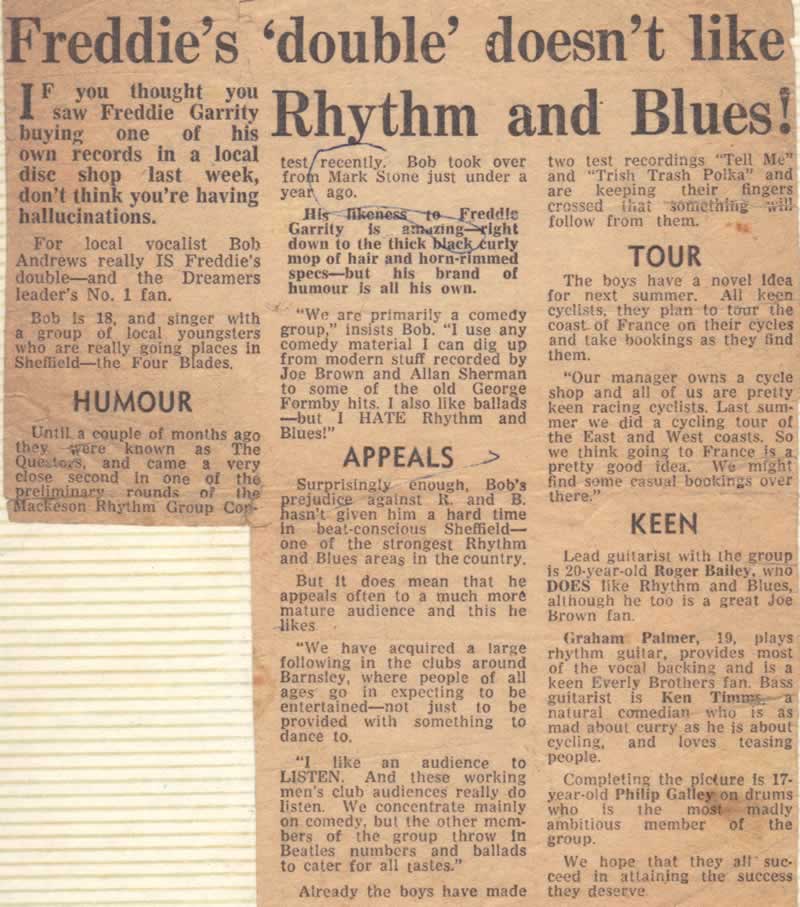 Freddie's 'double' doesn't like
Rhythm and Blues!
IF you thought you
saw Freddie Garrity
buying one of his
own records in a local
disc shop last week,
don't think you're having
hallucinations.
For local vocalist Bob
Andrews really IS Freddie's
double—and the Dreamers
leader's No. 1 fan.
Bob is 18, and singer with
a group of local youngsters
who are really going places in
Sheffield—the Four Blades.
HUMOUR
Until a couple of months ago
they were known as The
Questors, and came a very
close second in one of the
preliminary rounds of the
Mackeson Rhythm Group Con-
test recently. Bob took over
from Mark Stone just under a
year ago.
His likeness to Freddie
Garrity is amazing—right
down to the thick black curly
mop of hair and horn-rimmed
specs—but his brand of
humour is all his own.
"We are primarily a comedy
group," insists Bob. "I use any
comedy material I can dig up
from modern stuff recorded by
Joe Brown and Allan Sherman
to some of the old George
Formby hits. I also like ballads
—but I HATE Rhythm and
Blues!"
APPEALS
Surprisingly enough, Bob's
prejudice against R. and B.
hasn't given him a hard time
in beat-conscious Sheffield—
one of the strongest Rhythm
and Blues areas in the country.
But it does mean that he
appeals often to a much more
mature audience and this he
likes
"We have acquired a large
following in the clubs around
Barnsley, where people of all
ages go in expecting to be
entertained—not just to be
provided with something to
dance to.
"I like an audience to
LISTEN. And these working
men's club audiences really do
listen. We concentrate mainly
on comedy, but the other mem-
bers of the group throw in
Beatles numbers and ballads
to cater for all tastes."
Already the boys have made
two test recordings "Tell Me"
and "Trish Trash Polka" and
are keeping their fingers
crossed that something will
follow from them.
TOUR
The boys have a novel idea
for next summer. All keen
cyclists, they plan to tour the
coast of France on their cycles
and take bookings as they find
them.
"Our manager owns a cycle
shop and all of us are pretty
keen racing cyclists. Last sum-
mer we did a cycling tour of
the East and West coasts. So
we think going to France is a
pretty good idea. We might
find some casual bookings over
there."
KEEN
Lead guitarist with the group
is 20-year-old Roger Bailey, who
DOES like Rhythm and Blues,
although he too is a great Joe
Brown fan.
Graham Palmer, 19, plays
rhythm guitar, provides most
of the vocal backing and is a
keen Everly Brothers fan. Bass
guitarist is Ken Timms, a
natural comedian who is as
mad about curry as he is about
cycling, and loves teasing
people.
Completing the picture is 17-
year-old Philip Galley on drums
who is the most madly
ambitious member of the
group.
We hope that they all suc-
ceed in attaining the success
they deserve